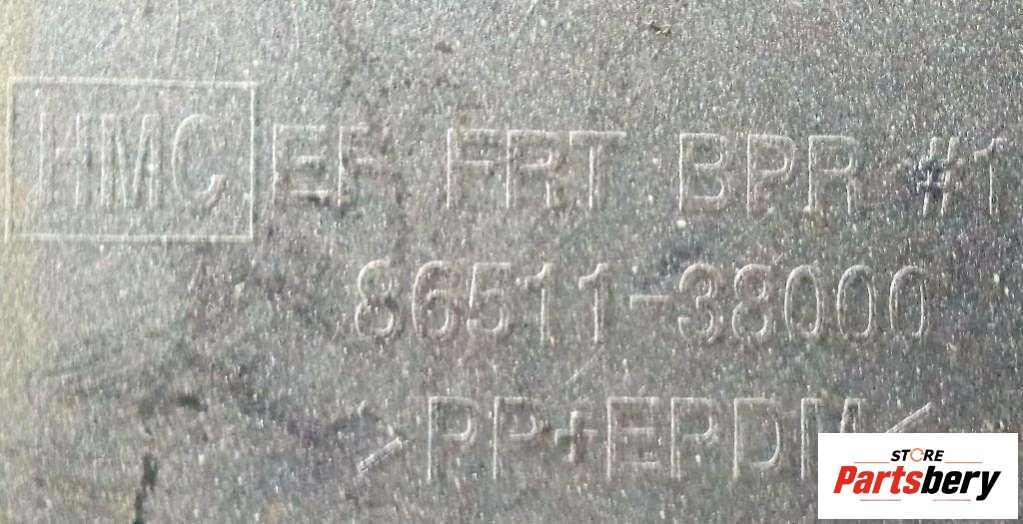 HMC EF FRT BPR #1
86511-38000
>PP+EPDM<
STORE
Partsbery